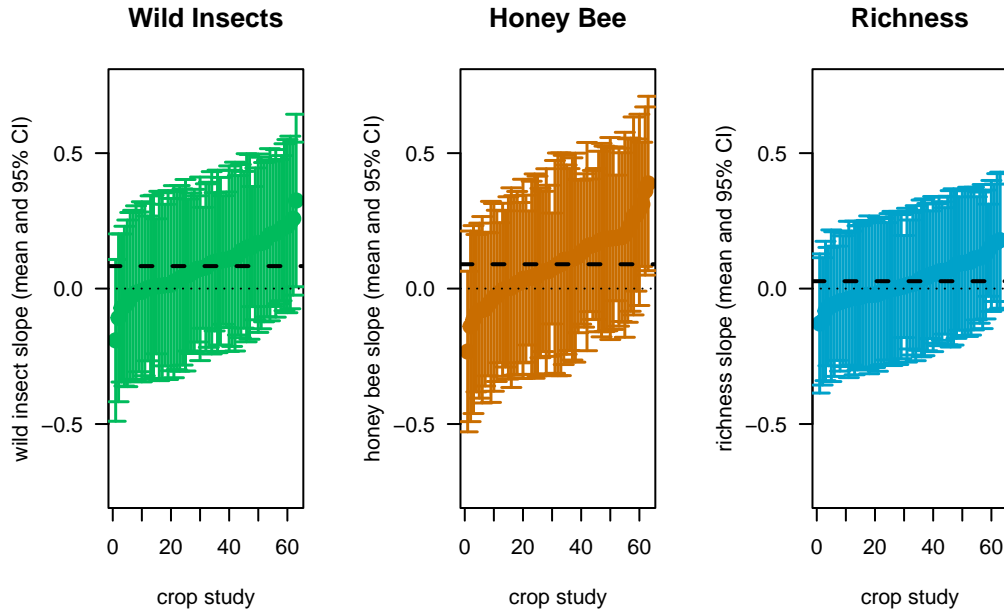 Wild Insects
wild insect slope (mean and 95% CI)
0.5
0.0
−0.5
0 20 40 60
crop study
Honey Bee
honey bee slope (mean and 95% CI)
0.5
0.0
−0.5
0 20 40 60
crop study
Richness
richness slope (mean and 95% CI)
0.5
0.0
−0.5
0 20 40 60
crop study